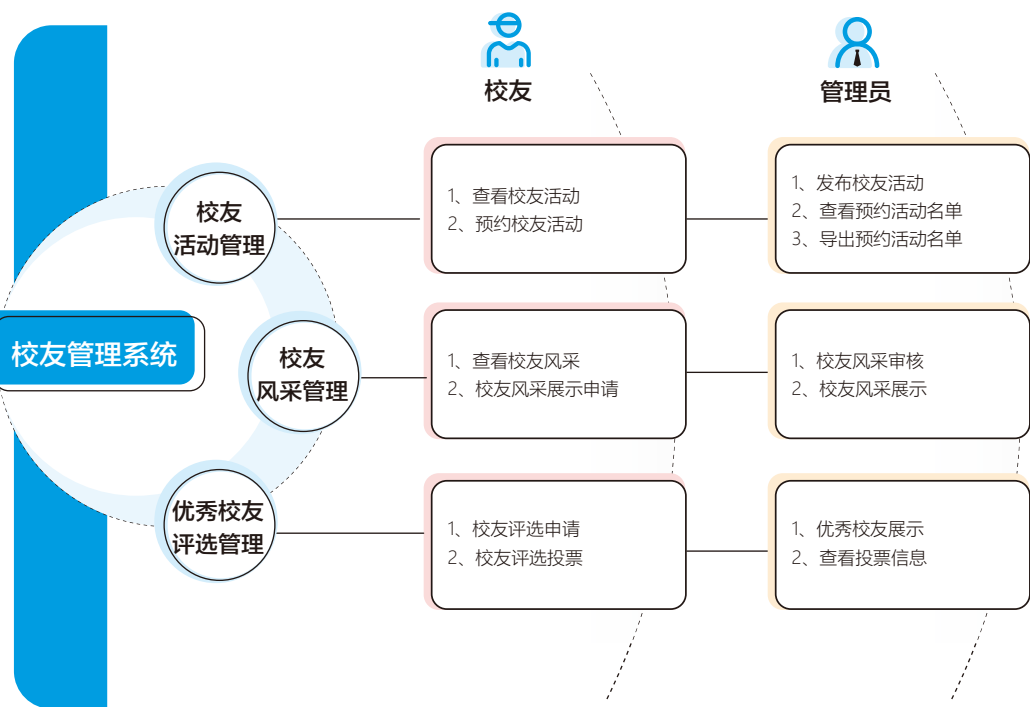 校友
管理员
校友管理系统
校友
活动管理
1、查看校友活动
2、预约校友活动
1、发布校友活动
2、查看预约活动名单
3、导出预约活动名单
校友
风采管理
1、查看校友风采
2、校友风采展示申请
1、校友风采审核
2、校友风采展示
优秀校友
评选管理
1、校友评选申请
2、校友评选投票
1、优秀校友展示
2、查看投票信息